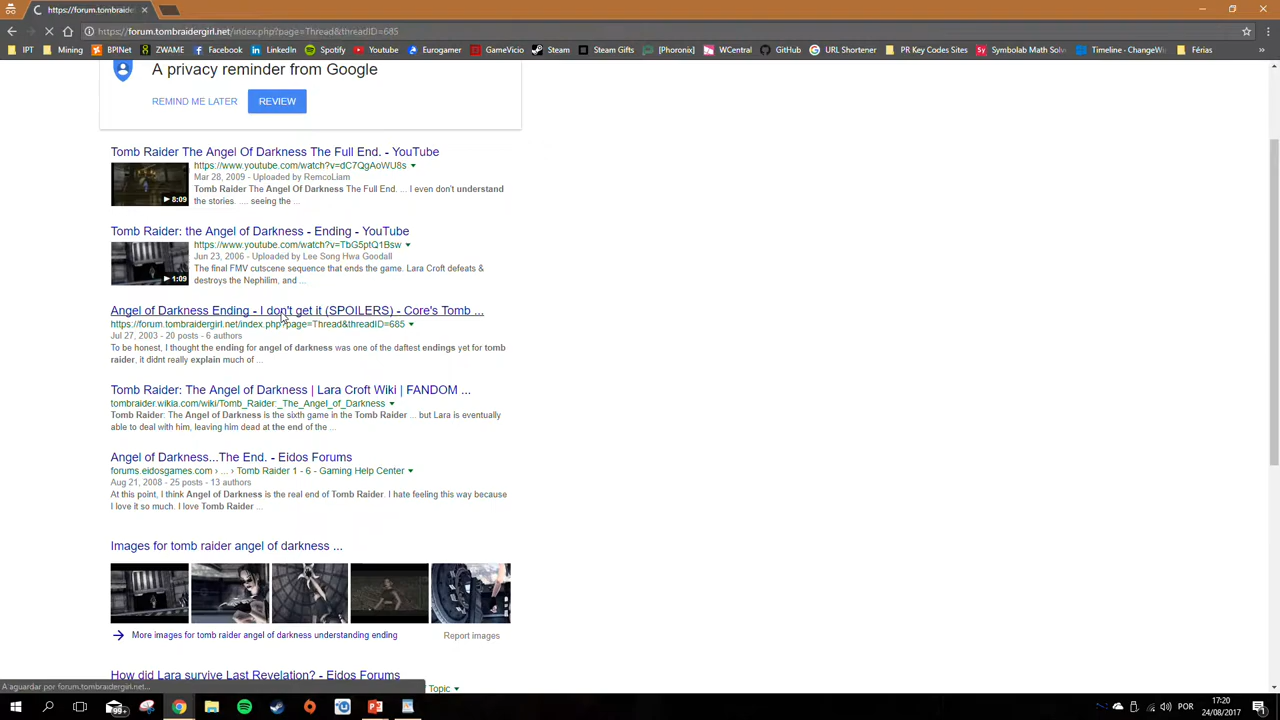 https://forum.tombraide
https://forum.tombraidergirl.net/index.php?page=Thread&threadID=685
IPT Mining BPINet ChangeWay Facebook LinkedIn Spotify Youtube Eurogamer GameVicio Steam Steam Gifts [Phoronix] WCentral GitHub URL Shortener PR Key Codes Sites Symbolab Math Solv Timeline - ChangeW Férias
A privacy reminder from Google
REMIND ME LATER REVIEW
Tomb Raider The Angel Of Darkness The Full End. - YouTube
https://www.youtube.com/watch?v=dC7QgAoWU8s
Mar 28, 2009 - Uploaded by RemcoLiam
Tomb Raider The Angel Of Darkness The Full End. ... I even don't understand
8:09
the stories. .... seeing the ...
Tomb Raider: the Angel of Darkness - Ending - YouTube
https://www.youtube.com/watch?v=TbG5ptQ1Bsw
Jun 23, 2006 - Uploaded by Lee Song Hwa Goodall
The final FMV cutscene sequence that ends the game. Lara Croft defeats &
1:09
destroys the Nephilim, and ...
Angel of Darkness Ending - I don't get it (SPOILERS) - Core's Tomb ...
https://forum.tombraidergirl.net/index.php?page=Thread&threadID=685
Jul 27, 2003 - 20 posts - 6 authors
To be honest, I thought the ending for angel of darkness was one of the daftest endings yet for tomb
raider, it didnt really explain much of ...
Tomb Raider: The Angel of Darkness | Lara Croft Wiki | FANDOM ...
tombraider.wikia.com/wiki/Tomb_Raider:_The_Angel_of_Darkness
Tomb Raider: The Angel of Darkness is the sixth game in the Tomb Raider ... but Lara is eventually
able to deal with him, leaving him dead at the end of the ...
Angel of Darkness...The End. - Eidos Forums
forums.eidosgames.com › ... › Tomb Raider 1 - 6 - Gaming Help Center
Aug 21, 2008 - 25 posts - 13 authors
At this point, I think Angel of Darkness is the real end of Tomb Raider. I hate feeling this way because
I love it so much. I love Tomb Raider ...
Images for tomb raider angel of darkness ...
More images for tomb raider angel of darkness understanding ending Report images
How did Lara survive Last Revelation? - Eidos Forums
A aguardar por forum.tombraidergirl.net... Topic
99+ POR 17:20
24/08/2017